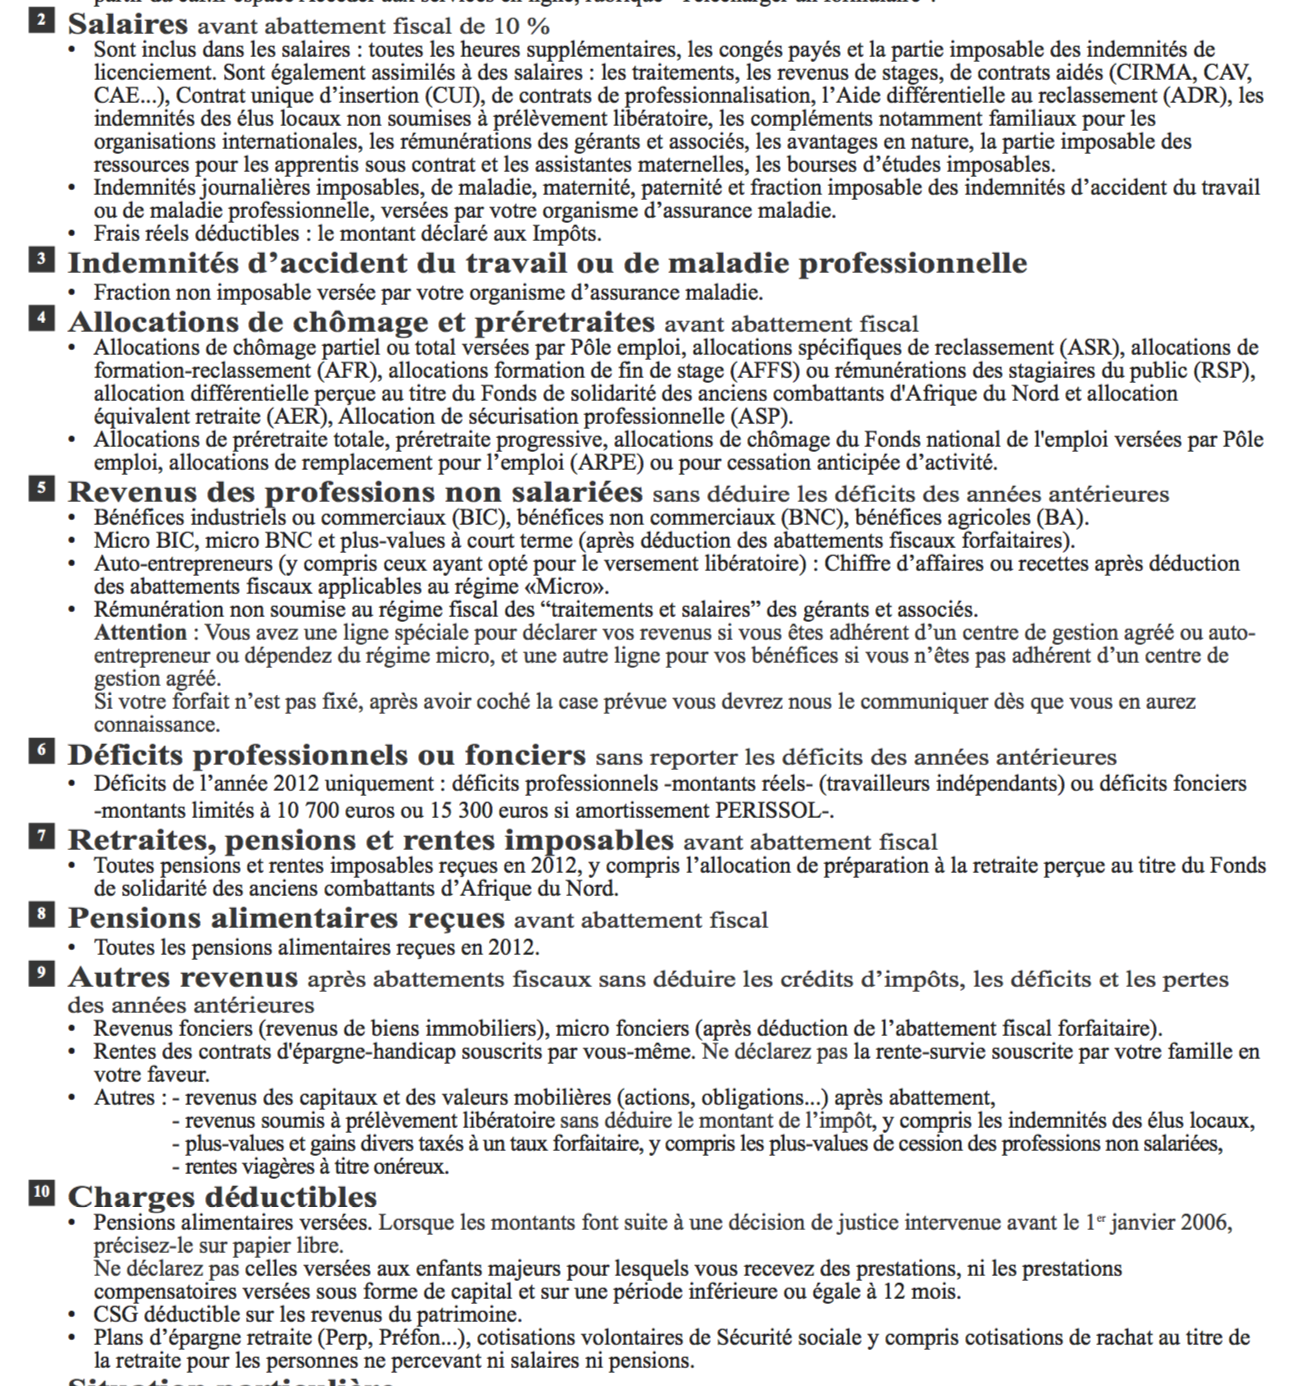 partir du caf.fr espace Accéder aux services en ligne, rubrique "Télécharger un formulaire".
2 Salaires avant abattement fiscal de 10 %
• Sont inclus dans les salaires : toutes les heures supplémentaires, les congés payés et la partie imposable des indemnités de
licenciement. Sont également assimilés à des salaires : les traitements, les revenus de stages, de contrats aidés (CIRMA, CAV,
CAE...), Contrat unique d’insertion (CUI), de contrats de professionnalisation, l’Aide différentielle au reclassement (ADR), les
indemnités des élus locaux non soumises à prélèvement libératoire, les compléments notamment familiaux pour les
organisations internationales, les rémunérations des gérants et associés, les avantages en nature, la partie imposable des
ressources pour les apprentis sous contrat et les assistantes maternelles, les bourses d’études imposables.
• Indemnités journalières imposables, de maladie, maternité, paternité et fraction imposable des indemnités d’accident du travail
ou de maladie professionnelle, versées par votre organisme d’assurance maladie.
• Frais réels déductibles : le montant déclaré aux Impôts.
3 Indemnités d’accident du travail ou de maladie professionnelle
• Fraction non imposable versée par votre organisme d’assurance maladie.
4 Allocations de chômage et préretraites avant abattement fiscal
• Allocations de chômage partiel ou total versées par Pôle emploi, allocations spécifiques de reclassement (ASR), allocations de
formation-reclassement (AFR), allocations formation de fin de stage (AFFS) ou rémunérations des stagiaires du public (RSP),
allocation différentielle perçue au titre du Fonds de solidarité des anciens combattants d'Afrique du Nord et allocation
équivalent retraite (AER), Allocation de sécurisation professionnelle (ASP).
• Allocations de préretraite totale, préretraite progressive, allocations de chômage du Fonds national de l'emploi versées par Pôle
emploi, allocations de remplacement pour l’emploi (ARPE) ou pour cessation anticipée d’activité.
5 Revenus des professions non salariées sans déduire les déficits des années antérieures
• Bénéfices industriels ou commerciaux (BIC), bénéfices non commerciaux (BNC), bénéfices agricoles (BA).
• Micro BIC, micro BNC et plus-values à court terme (après déduction des abattements fiscaux forfaitaires).
• Auto-entrepreneurs (y compris ceux ayant opté pour le versement libératoire) : Chiffre d’affaires ou recettes après déduction
des abattements fiscaux applicables au régime «Micro».
• Rémunération non soumise au régime fiscal des “traitements et salaires” des gérants et associés.
Attention : Vous avez une ligne spéciale pour déclarer vos revenus si vous êtes adhérent d’un centre de gestion agréé ou auto-
entrepreneur ou dépendez du régime micro, et une autre ligne pour vos bénéfices si vous n’êtes pas adhérent d’un centre de
gestion agréé.
Si votre forfait n’est pas fixé, après avoir coché la case prévue vous devrez nous le communiquer dès que vous en aurez
connaissance.
6 Déficits professionnels ou fonciers sans reporter les déficits des années antérieures
• Déficits de l’année 2012 uniquement : déficits professionnels -montants réels- (travailleurs indépendants) ou déficits fonciers
-montants limités à 10 700 euros ou 15 300 euros si amortissement PERISSOL-.
7 Retraites, pensions et rentes imposables avant abattement fiscal
• Toutes pensions et rentes imposables reçues en 2012, y compris l’allocation de préparation à la retraite perçue au titre du Fonds
de solidarité des anciens combattants d’Afrique du Nord.
8 Pensions alimentaires reçues avant abattement fiscal
• Toutes les pensions alimentaires reçues en 2012.
9 Autres revenus après abattements fiscaux sans déduire les crédits d’impôts, les déficits et les pertes
des années antérieures
• Revenus fonciers (revenus de biens immobiliers), micro fonciers (après déduction de l’abattement fiscal forfaitaire).
• Rentes des contrats d'épargne-handicap souscrits par vous-même. Ne déclarez pas la rente-survie souscrite par votre famille en
votre faveur.
• Autres : - revenus des capitaux et des valeurs mobilières (actions, obligations...) après abattement,
- revenus soumis à prélèvement libératoire sans déduire le montant de l’impôt, y compris les indemnités des élus locaux,
- plus-values et gains divers taxés à un taux forfaitaire, y compris les plus-values de cession des professions non salariées,
- rentes viagères à titre onéreux.
10 Charges déductibles
• Pensions alimentaires versées. Lorsque les montants font suite à une décision de justice intervenue avant le 1er janvier 2006,
précisez-le sur papier libre.
Ne déclarez pas celles versées aux enfants majeurs pour lesquels vous recevez des prestations, ni les prestations
compensatoires versées sous forme de capital et sur une période inférieure ou égale à 12 mois.
• CSG déductible sur les revenus du patrimoine.
• Plans d’épargne retraite (Perp, Préfon...), cotisations volontaires de Sécurité sociale y compris cotisations de rachat au titre de
la retraite pour les personnes ne percevant ni salaires ni pensions.
Situation particulière